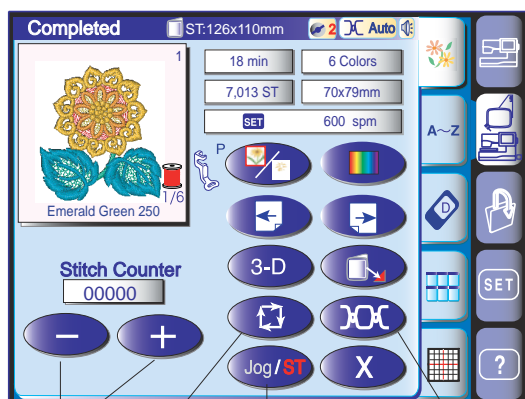 Completed ST:126x110mm 2 Auto
1 18 min 6 Colors
7,013 ST 70x79mm
SET 600 spm
A~Z
P
1/6
Emerald Green 250
D
3-D
Stitch Counter
00000
SET
− +
Jog/ST X
?